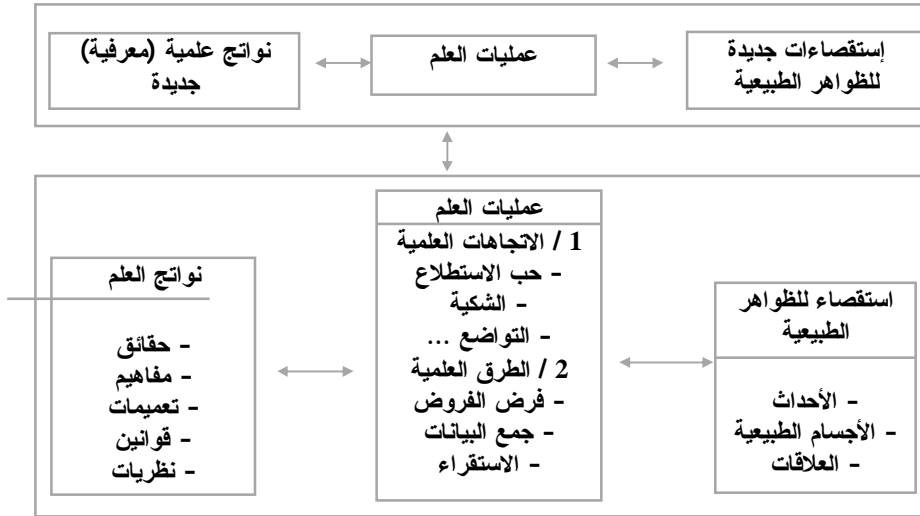 إستقصاءات جديدة
للظواهر الطبيعية
عمليات العلم
نواتج علمية (معرفية)
جديدة
استقصاء للظواهر
الطبيعية
- الأحداث
- الأجسام الطبيعية
- العلاقات
عمليات العلم
1 / الاتجاهات العلمية
- حب الاستطلاع
- الشكية
- التواضع ...
2 / الطرق العلمية
- فرض الفروض
- جمع البيانات
- الاستقراء
نواتج العلم
- حقائق
- مفاهيم
- تعميمات
- قوانين
- نظريات